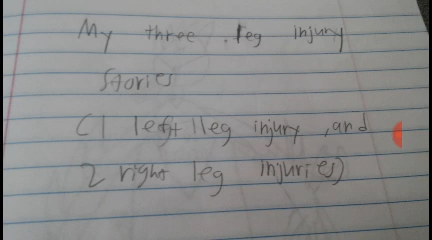 My three leg Injury
Stories
(1 left leg injury, and
2 right leg Injuries)